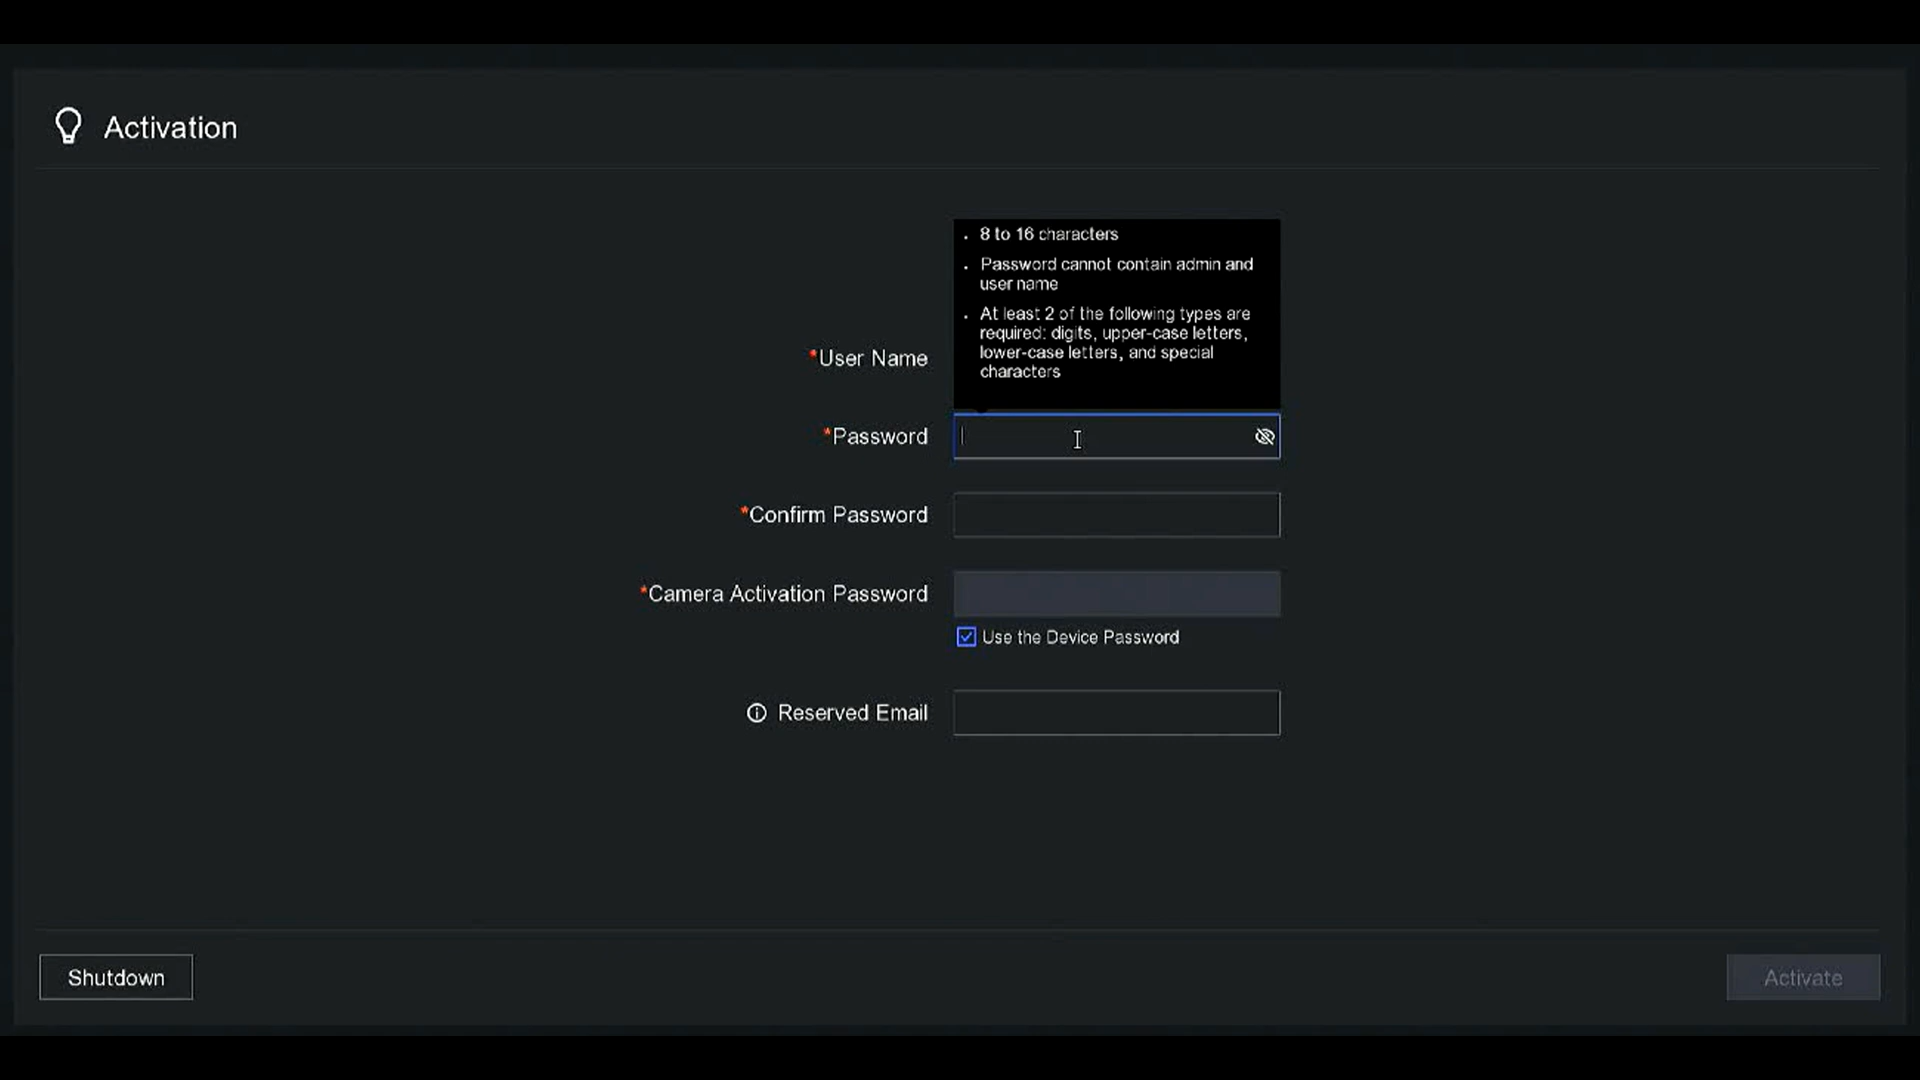 Activation
. 8 to 16 characters
. Password cannot contain admin and
user name
. At least 2 of the following types are
required: digits, upper-case letters,
lower-case letters, and special
characters
*User Name
*Password
*Confirm Password
*Camera Activation Password
Use the Device Password
Reserved Email
Shutdown
Activate